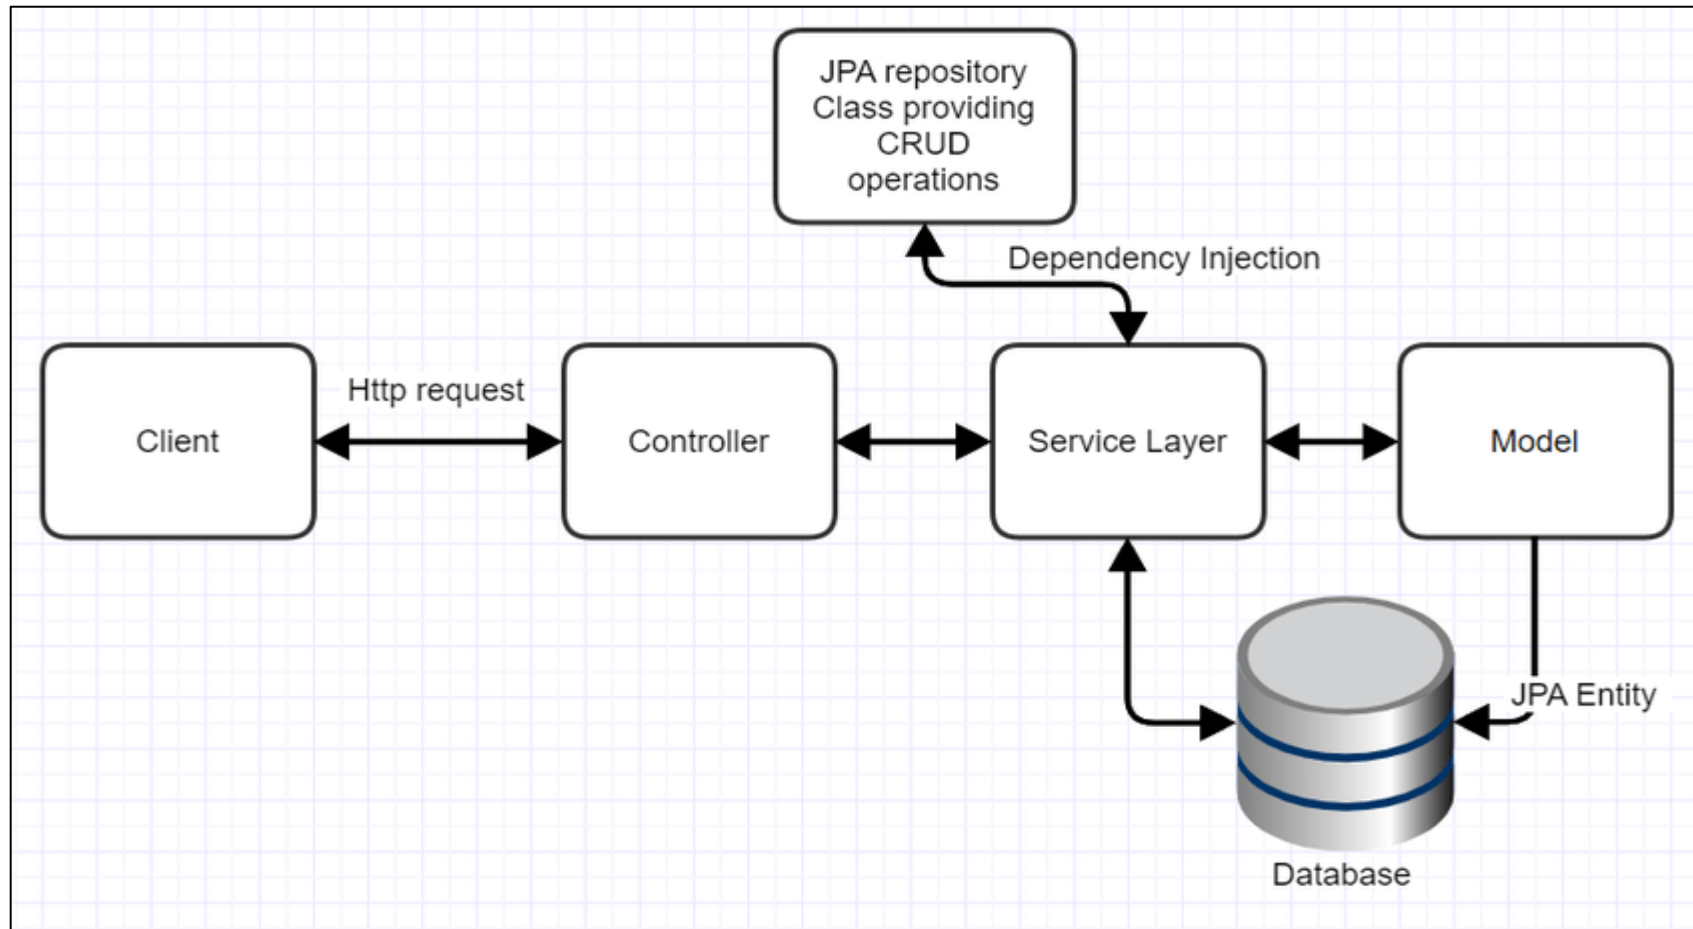 JPA repository
Class providing
CRUD
operations
Dependency Injection
Http request
Client
Controller
Service Layer
Model
JPA Entity
Database